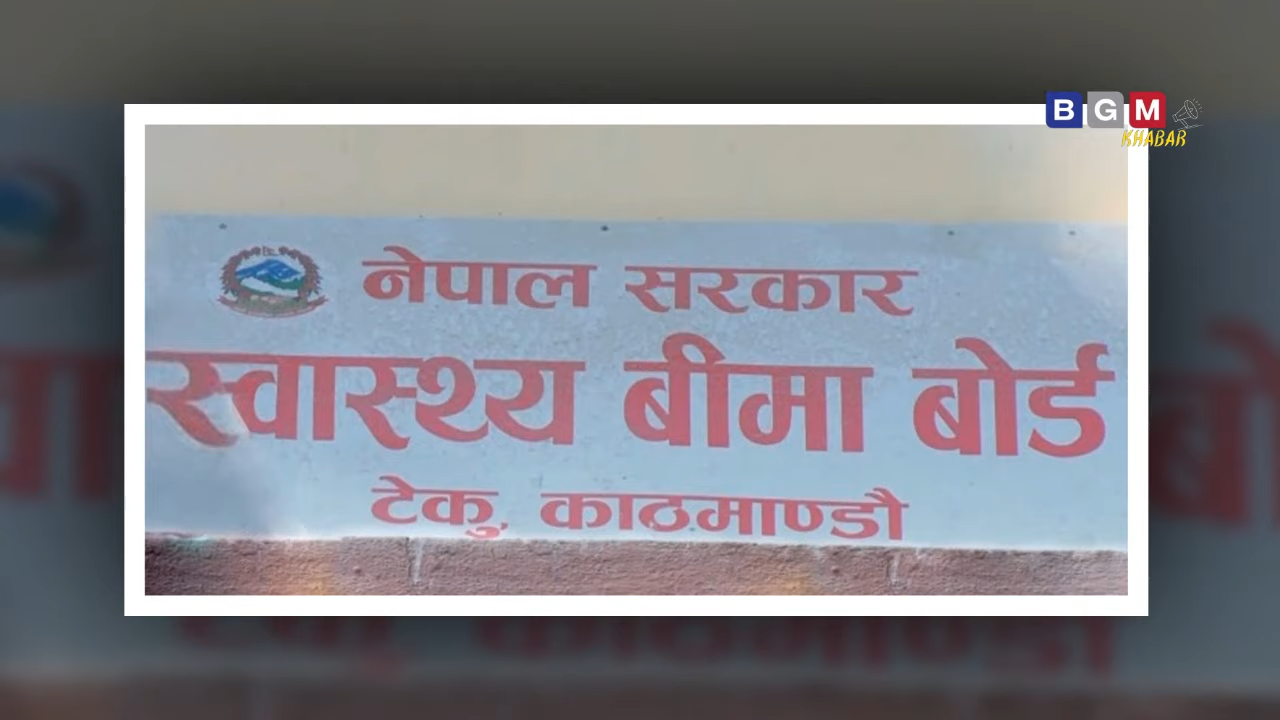 BGM
KHABAR
नेपाल सरकार
स्वास्थ्य बीमा बोर्ड
टेकु, काठमाण्डौ